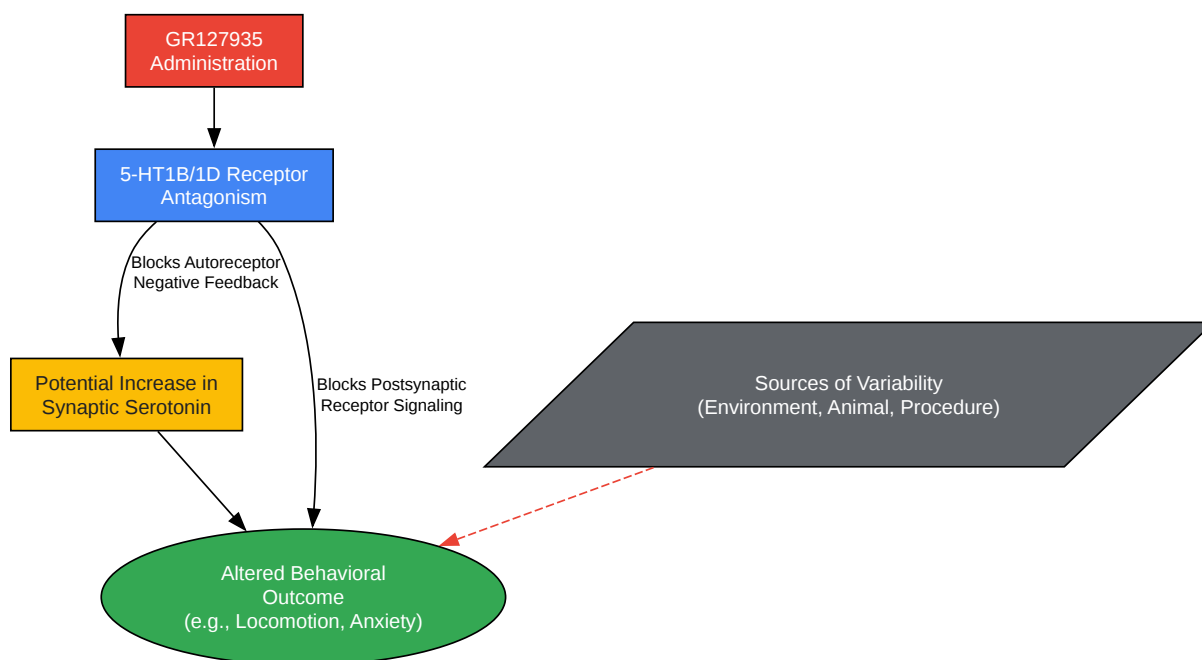 GR127935
Administration
5-HT1B/1D Receptor
Antagonism
Blocks Autoreceptor
Negative Feedback
Potential Increase in
Synaptic Serotonin
Blocks Postsynaptic
Receptor Signaling
Sources of Variability
(Environment, Animal, Procedure)
Altered Behavioral
Outcome
(e.g., Locomotion, Anxiety)